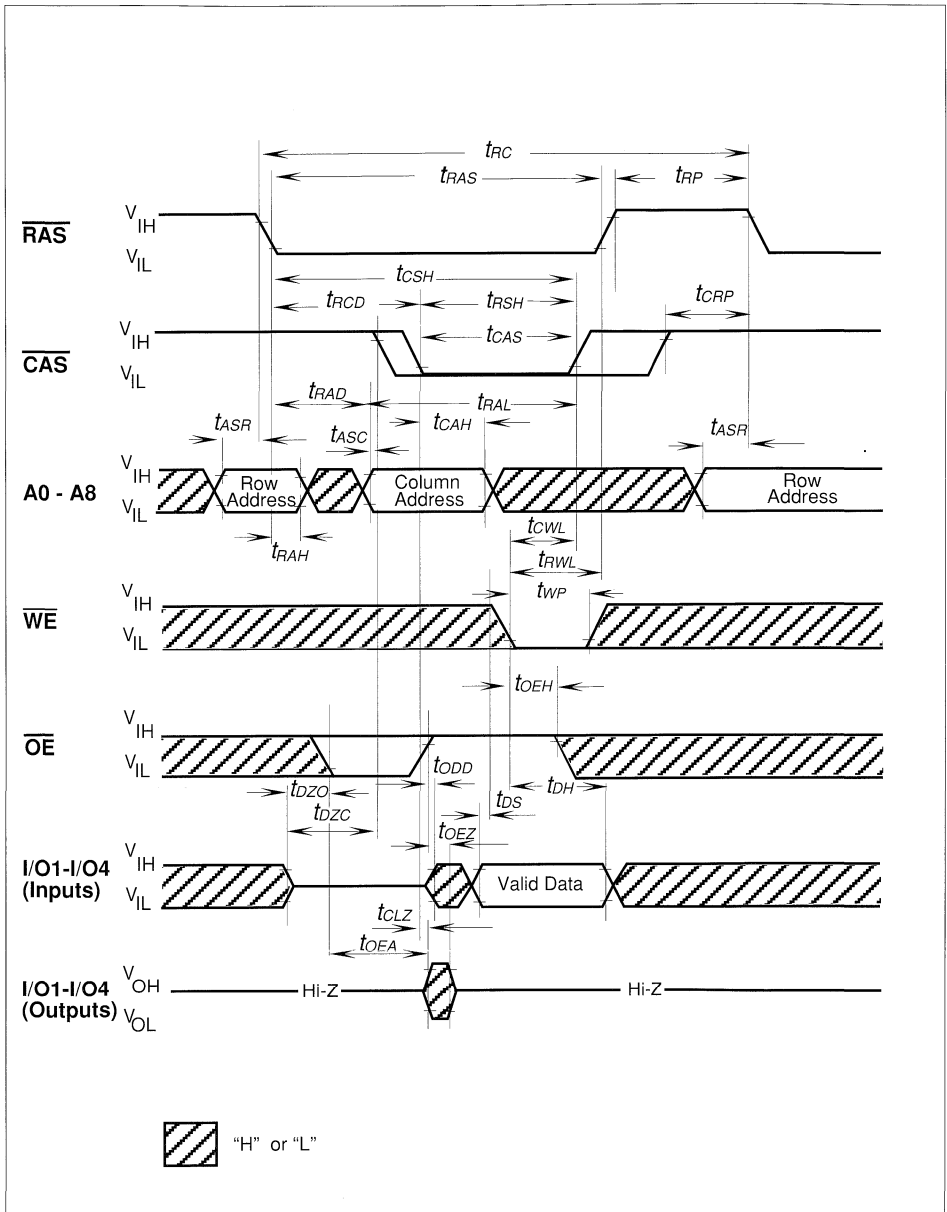 tRC
tRAS
tRP
RAS
VIH
VIL
tCSH
tRCD
tRSH
tCRP
tCAS
CAS
VIH
VIL
tRAD
tRAL
tASR
tASC
tCAH
tASR
A0 - A8
VIH
VIL
Row
Address
Column
Address
Row
Address
tRAH
tCWL
tRWL
tWP
WE
VIH
VIL
tOEH
OE
VIH
VIL
tODD
tDZO
tDS
tDH
tDZC
tOEZ
I/O1-I/O4
(Inputs)
VIH
VIL
Valid Data
tCLZ
tOEA
I/O1-I/O4
(Outputs)
VOH
VOL
Hi-Z
Hi-Z
“H” or “L”